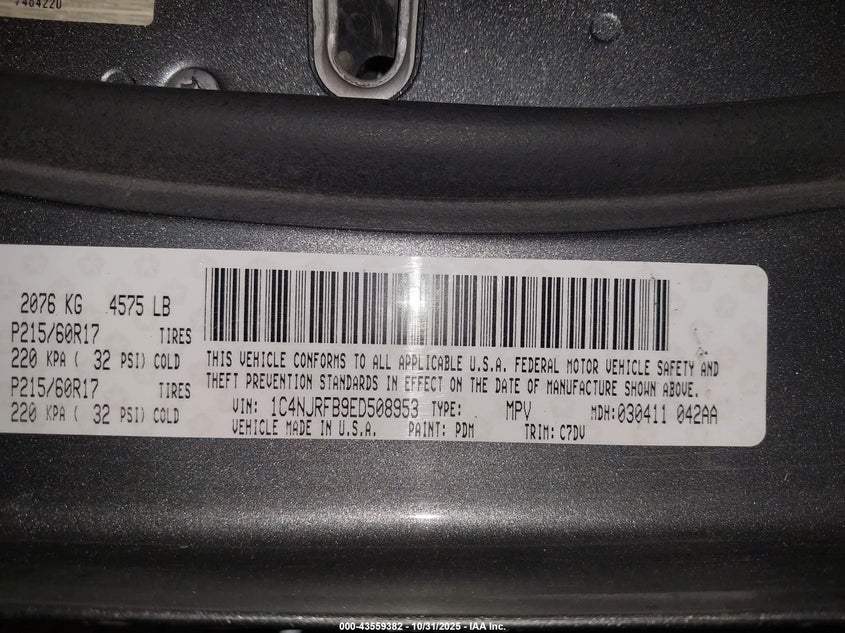 7464220
2076 KG 4575 LB
P215/60R17 TIRES
220 KPA ( 32 PSI) COLD
P215/60R17 TIRES
220 KPA ( 32 PSI) COLD
THIS VEHICLE CONFORMS TO ALL APPLICABLE U.S.A. FEDERAL MOTOR VEHICLE SAFETY AND
THEFT PREVENTION STANDARDS IN EFFECT ON THE DATE OF MANUFACTURE SHOWN ABOVE.
VIN: 1C4NJRFB9ED508953 TYPE: MPV MDH:030411 042AA
VEHICLE MADE IN U.S.A. PAINT: PDM TRIM: C7DV
000-43559382 - 10/31/2025 - IAA Inc.